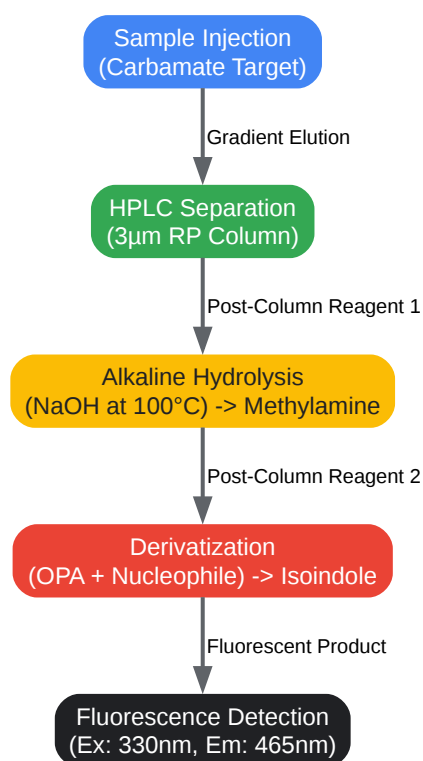 Sample Injection
(Carbamate Target)
Gradient Elution
HPLC Separation
(3µm RP Column)
Post-Column Reagent 1
Alkaline Hydrolysis
(NaOH at 100°C) -> Methylamine
Post-Column Reagent 2
Derivatization
(OPA + Nucleophile) -> Isoindole
Fluorescent Product
Fluorescence Detection
(Ex: 330nm, Em: 465nm)